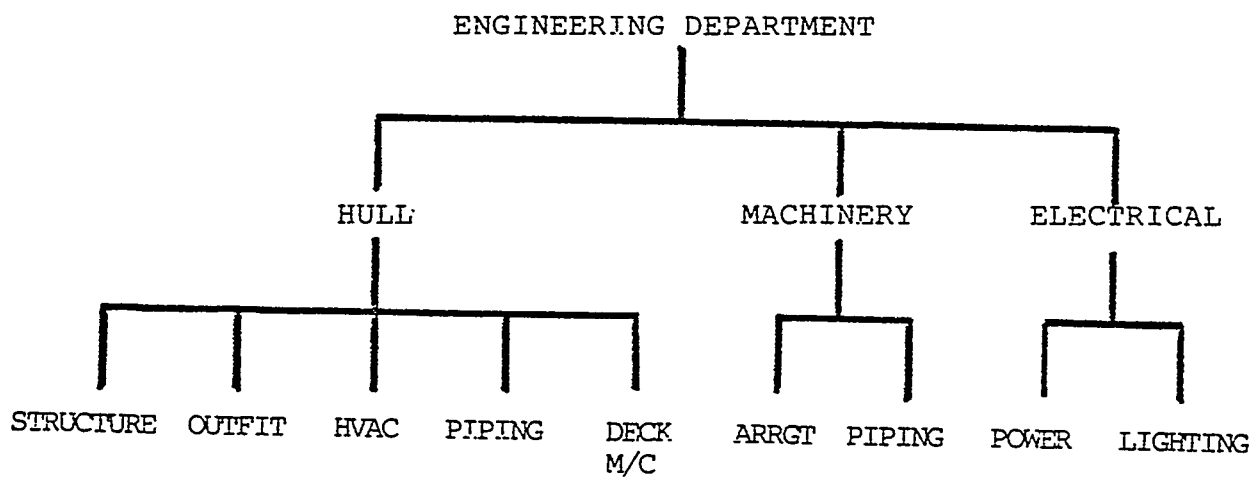 ENGINEERING DEPARTMENT
HULL MACHINERY ELECTRICAL
STRUCTURE OUTFIT HVAC PIPING DECK ARRGT PIPING POWER LIGHTING
M/C